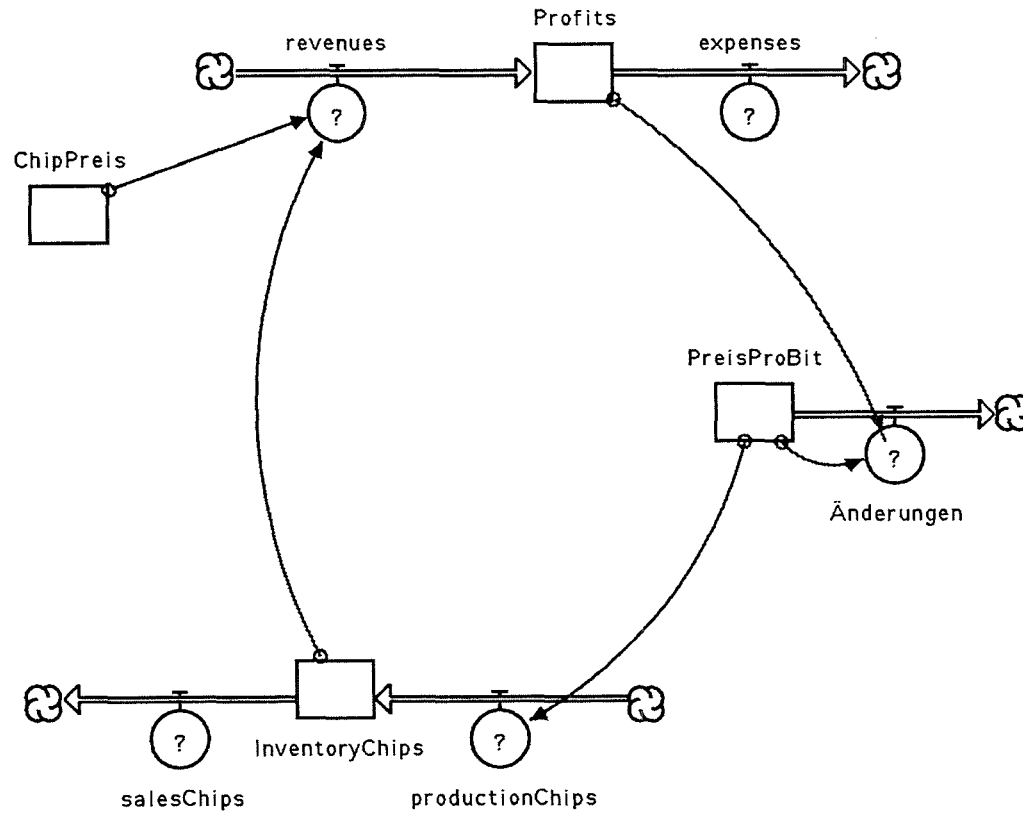 Profits
revenues
expenses
?
?
ChipPreis
PreisProBit
?
Änderungen
InventoryChips
?
?
salesChips
productionChips